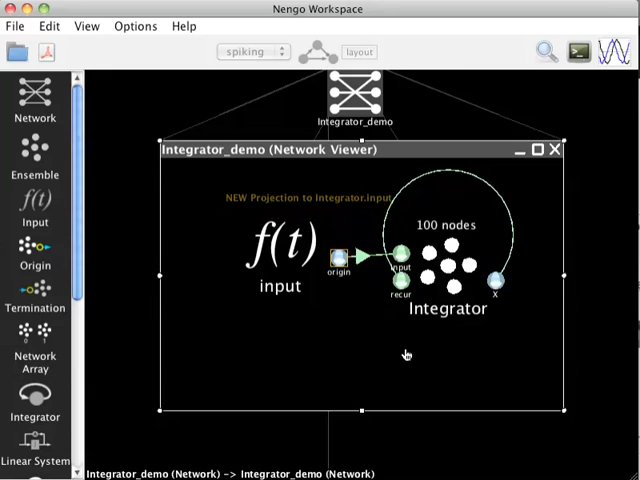 Nengo Workspace
File Edit View Options Help
spiking layout
Network
Ensemble
f(t)
Input
Origin
Termination
0 1
Network
Array
Integrator
Linear System
Integrator_demo
Integrator_demo (Network Viewer)
NEW Projection to Integrator.input
100 nodes
f(t)
origin
input
input
recur
X
Integrator
Integrator_demo (Network) -> Integrator_demo (Network)